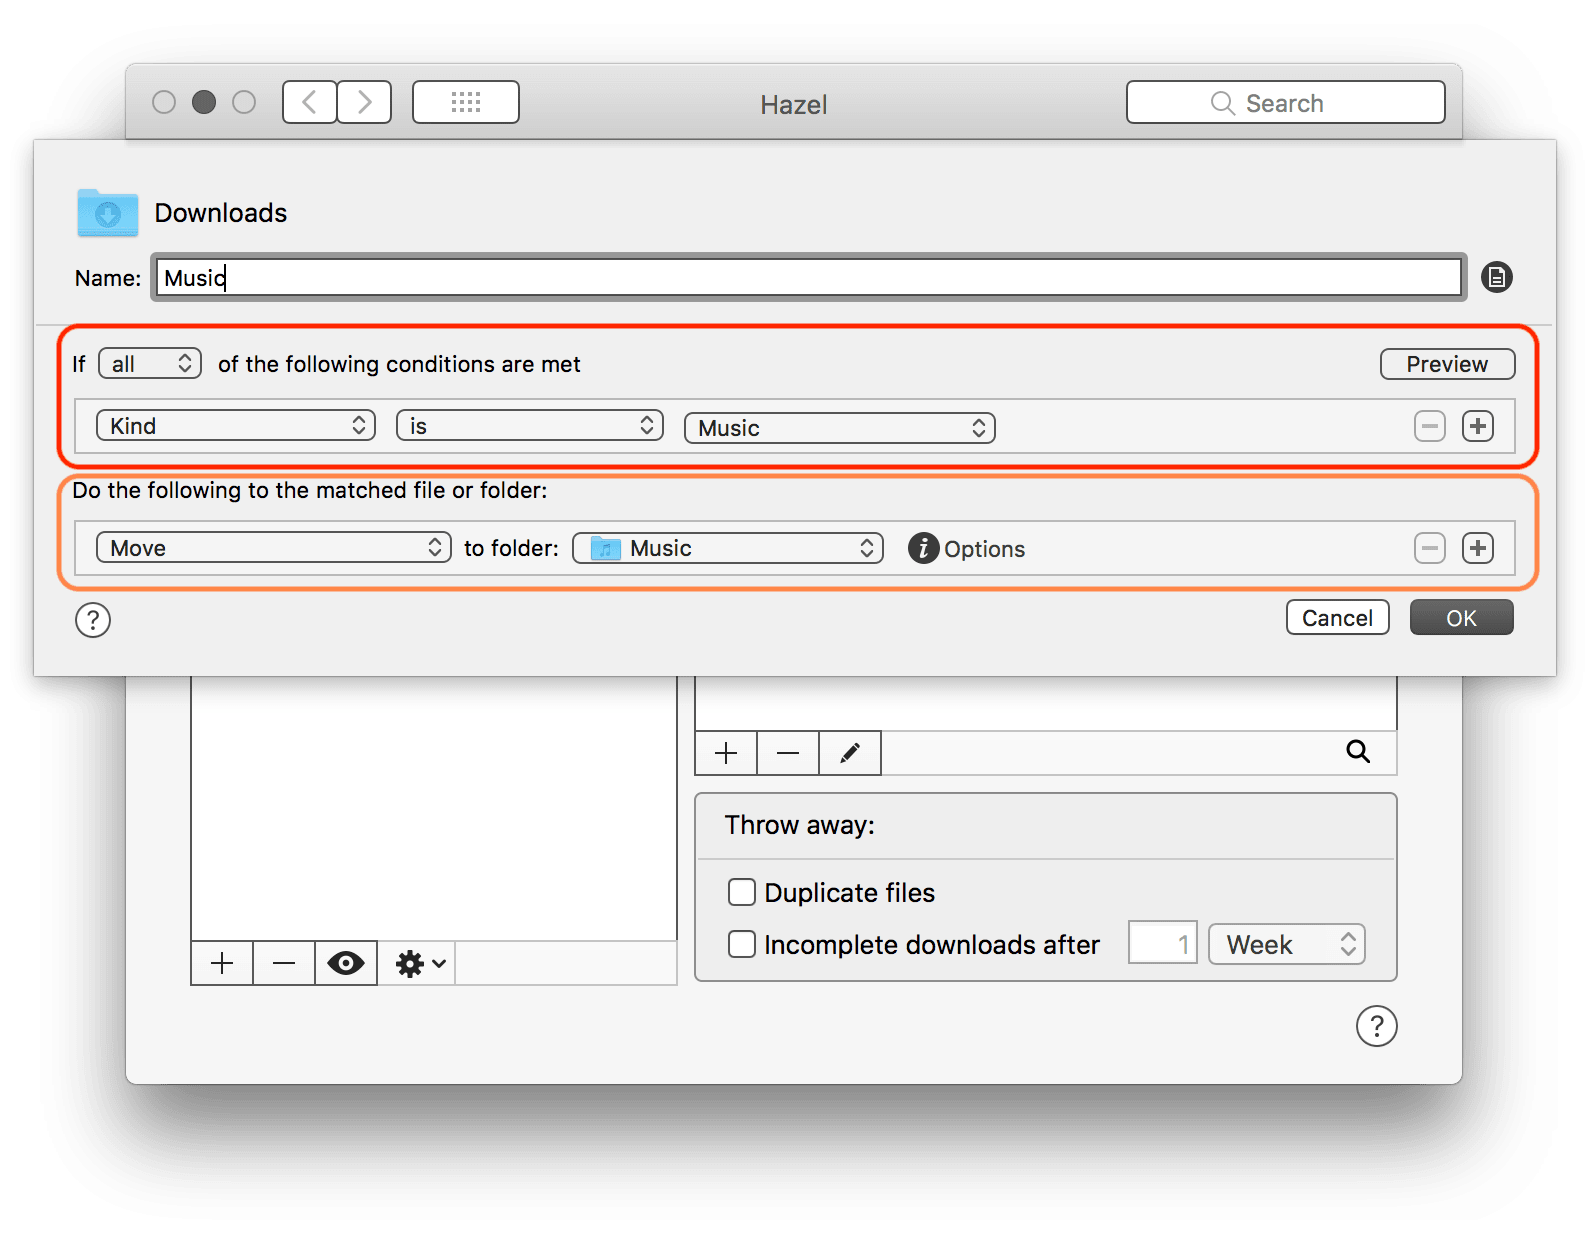 Hazel
Search
Downloads
Name: Music
If all of the following conditions are met
Preview
Kind is Music
Do the following to the matched file or folder:
Move to folder: Music i Options
? Cancel OK
Throw away:
Duplicate files
Incomplete downloads after 1 Week
?